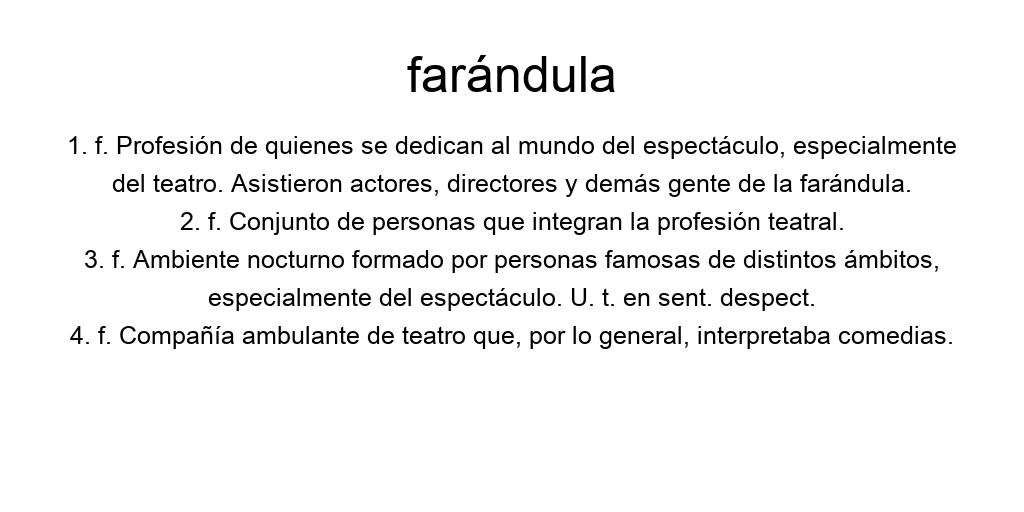 farándula
1. f. Profesión de quienes se dedican al mundo del espectáculo, especialmente
del teatro. Asistieron actores, directores y demás gente de la farándula.
2. f. Conjunto de personas que integran la profesión teatral.
3. f. Ambiente nocturno formado por personas famosas de distintos ámbitos,
especialmente del espectáculo. U. t. en sent. despect.
4. f. Compañía ambulante de teatro que, por lo general, interpretaba comedias.